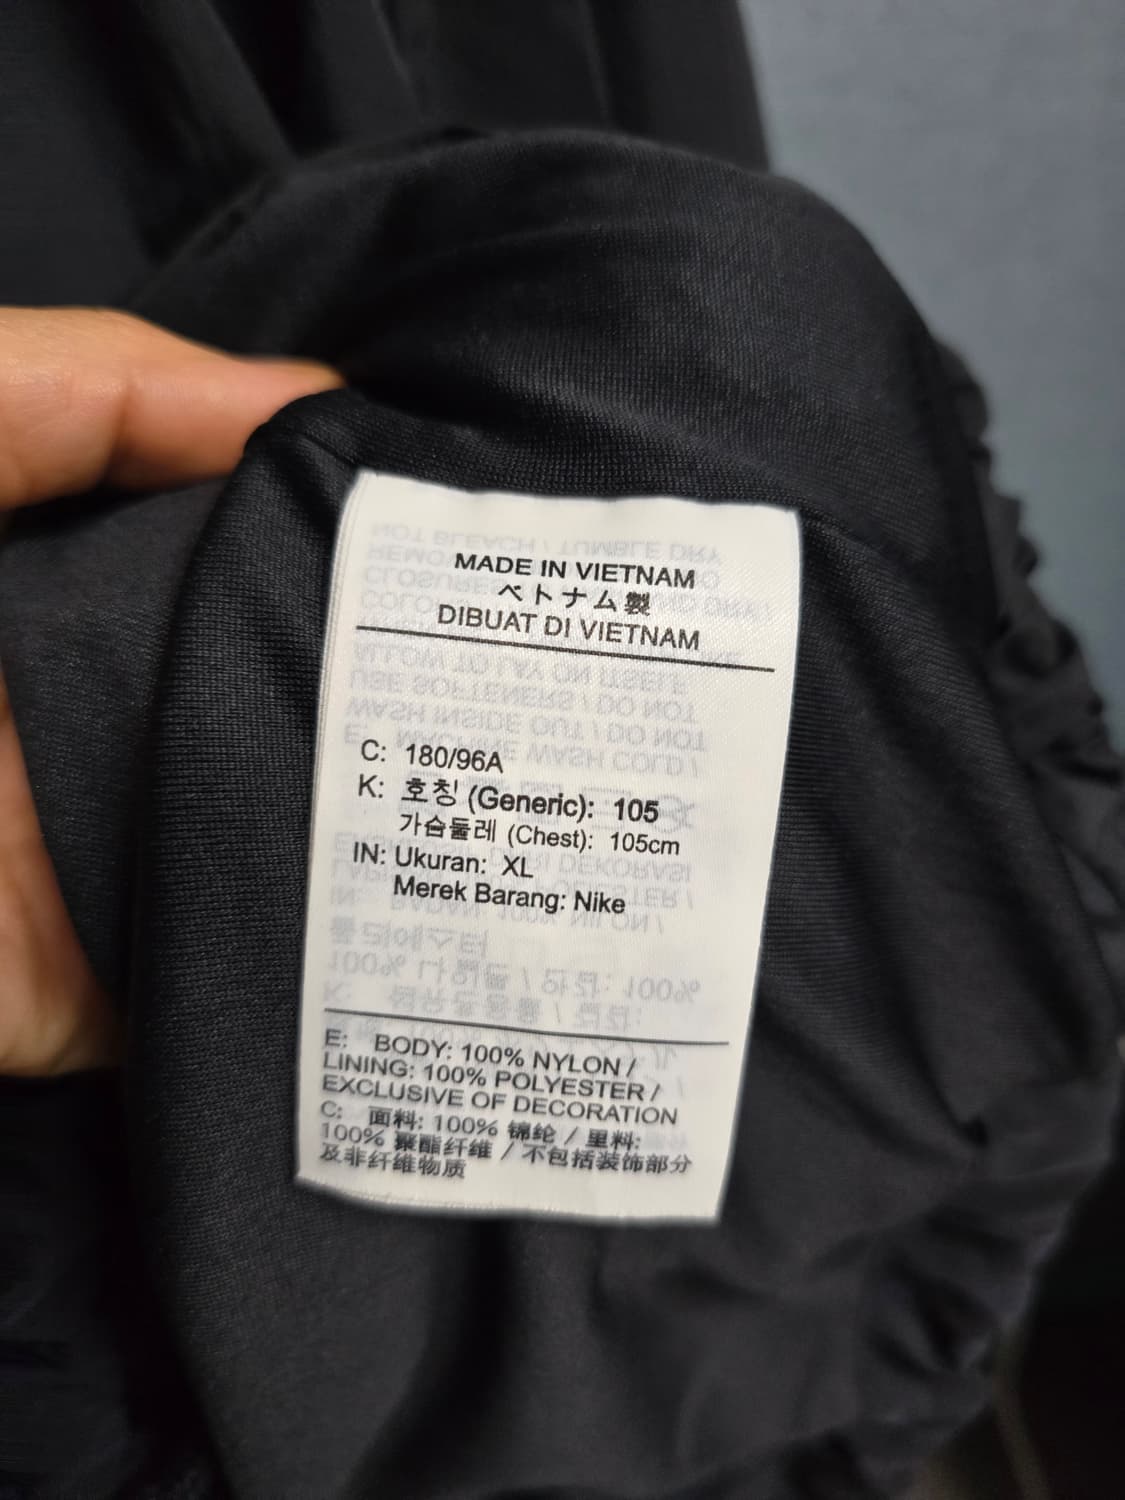 MADE IN VIETNAM
ベトナム製
DIBUAT DI VIETNAM
C: 180/96A
K: 호칭 (Generic): 105
가슴둘레 (Chest): 105cm
IN: Ukuran: XL
Merek Barang: Nike
E: BODY: 100% NYLON /
LINING: 100% POLYESTER /
EXCLUSIVE OF DECORATION
C: 面料: 100% 锦纶 / 里料:
100% 聚酯纤维 / 不包括装饰部分
及非纤维物质